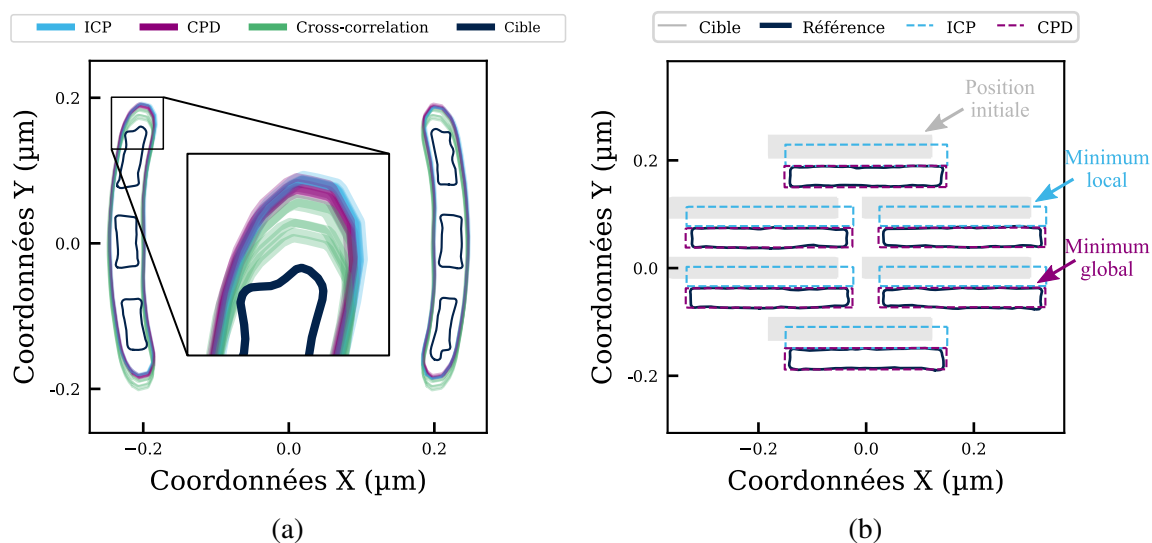 ICP CPD Cross-correlation Cible
Cible Référence ICP CPD
Coordonnées Y (µm)
0.2
0.0
-0.2
−0.2 0.0 0.2
Coordonnées X (µm)
(a)
Coordonnées Y (µm)
0.2
0.0
-0.2
−0.2 0.0 0.2
Coordonnées X (µm)
Position
initiale
Minimum
local
Minimum
global
(b)